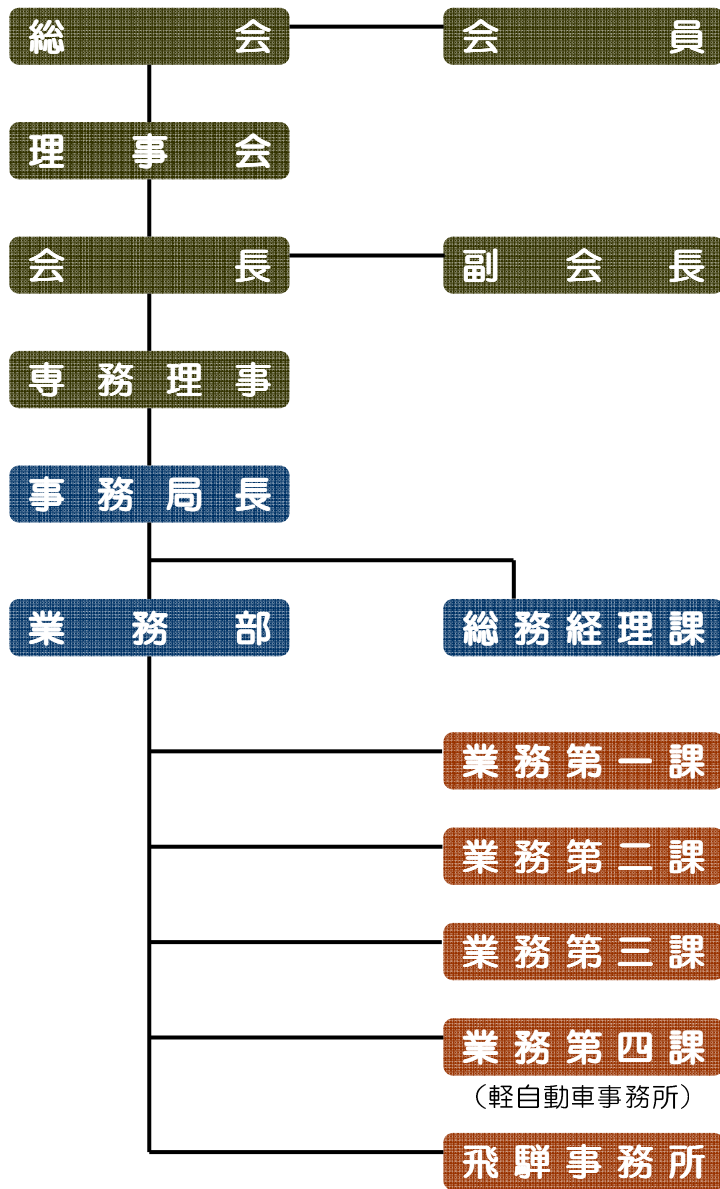 総会
会員
理事会
会長
副会長
専務理事
事務局長
業務部
総務経理課
業務第一課
業務第二課
業務第三課
業務第四課
（軽自動車事務所）
飛騨事務所